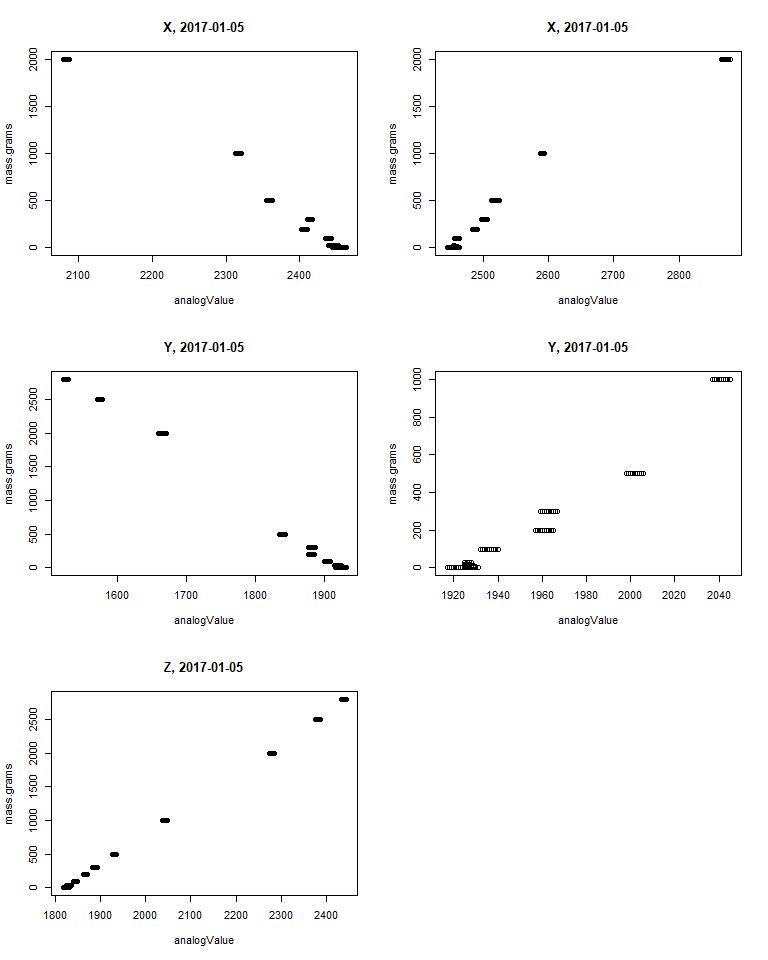 X, 2017-01-05
mass.grams
0 500 1000 1500 2000
2100 2200 2300 2400
analogValue
X, 2017-01-05
mass.grams
0 500 1000 1500 2000
2500 2600 2700 2800
analogValue
Y, 2017-01-05
mass.grams
0 500 1000 1500 2000 2500
1600 1700 1800 1900
analogValue
Y, 2017-01-05
mass.grams
0 200 400 600 800 1000
1920 1940 1960 1980 2000 2020 2040
analogValue
Z, 2017-01-05
mass.grams
0 500 1000 1500 2000 2500
1800 1900 2000 2100 2200 2300 2400
analogValue